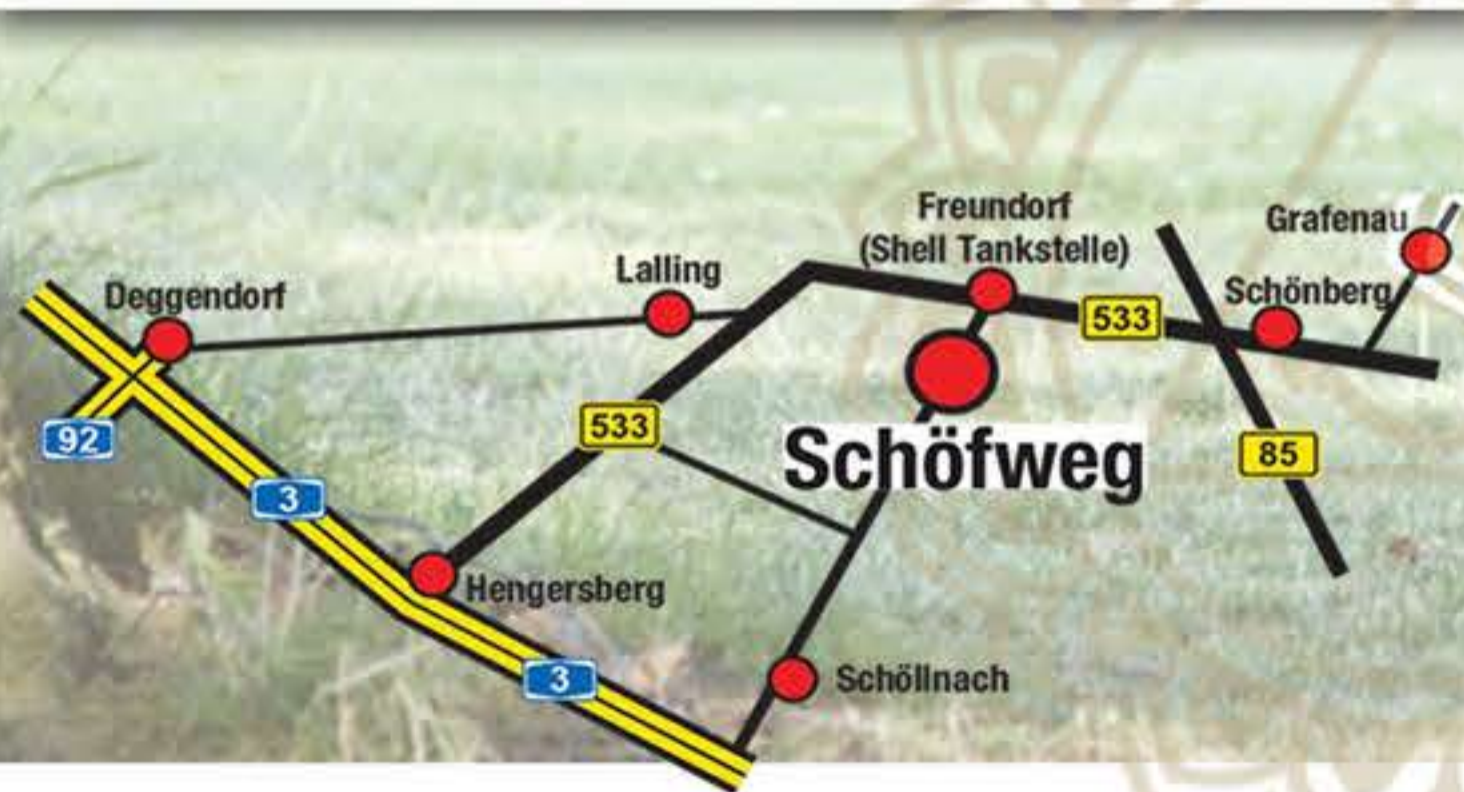 Freundorf
(Shell Tankstelle)
Grafenau
Lalling
Schönberg
Deggendorf
533
533
92
Schöfweg
85
3
Hengersberg
3
Schöllnach